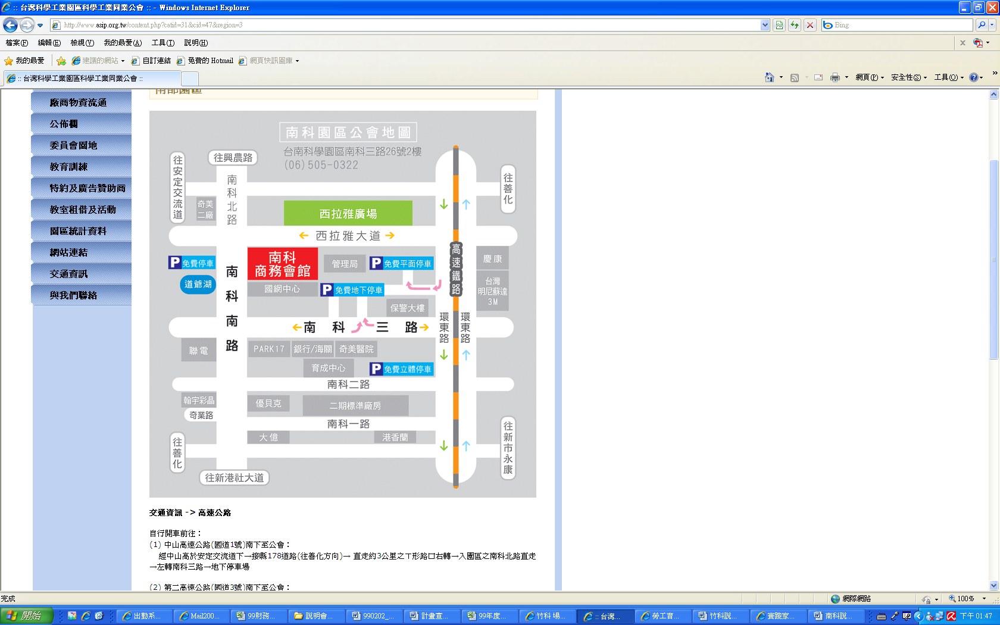 :: 台灣科學工業園區科學工業同業公會 :: - Windows Internet Explorer
http://www.asip.org.tw/content.php?catid=31&cid=47&region=3
Bing
檔案(F) 編輯(E) 檢視(V) 我的最愛(A) 工具(T) 說明(H)
我的最愛 建議的網站 自訂連結 免費的 Hotmail 網頁快訊圖庫
:: 台灣科學工業園區科學工業同業公會 ::
網頁(P) 安全性(S) 工具(O)
南部園區
廠商物資流通
公佈欄
委員會園地
教育訓練
特約及廣告贊助商
教室租借及活動
園區統計資料
網站連結
交通資訊
與我們聯絡
南科園區公會地圖
台南科學園區南科三路26號2樓
(06)505-0322
往安定交流道
往興農路
往善化
南科北路
奇美
二廠
西拉雅廣場
← 西拉雅大道 →
P 免費停車
道爺湖
南科南路
南科
商務會館
管理局
P 免費平面停車
國網中心
P 免費地下停車
保警大樓
高速鐵路
慶康
台灣
明尼蘇達
3M
環東路
環東路
←南科三路→
聯電
PARK17
銀行/海關
奇美醫院
育成中心
P 免費立體停車
南科二路
翰宇彩晶
奇業路
優貝克
二期標準廠房
南科一路
大億
港香蘭
往善化
往新市永康
往新港社大道
交通資訊 -> 高速公路
自行開車前往：
(1) 中山高速公路(國道1號)南下至公會：
經中山高於安定交流道下→接縣178道路(往善化方向)→ 直走約3公里之ㄒ形路口右轉→入園區之南科北路直走
→左轉南科三路→地下停車場
(2) 第二高速公路(國道3號)南下至公會：
完成
網際網路
100%
開始
出勤系...
Mail200...
99財務...
說明會...
990202_...
計畫宣...
99年度...
竹科 場...
:: 台灣...
勞工育...
竹科說...
實踐家...
南科說...
下午 01:47